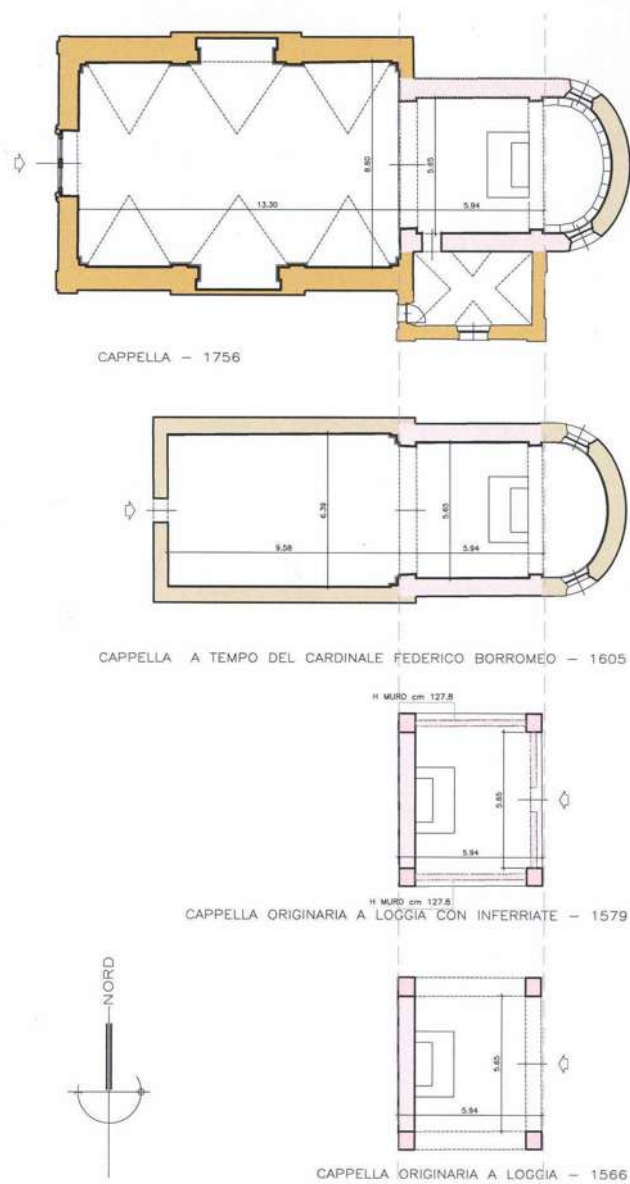 8.80
5.65
13.30
5.94
CAPPELLA - 1756
6.39
5.65
9.58
5.94
CAPPELLA A TEMPO DEL CARDINALE FEDERICO BORROMEO - 1605
H MURO cm 127.8
5.65
5.94
H MURO cm 127.8
CAPPELLA ORIGINARIA A LOGGIA CON INFERRIATE - 1579
NORD
5.65
5.94
CAPPELLA ORIGINARIA A LOGGIA - 1566